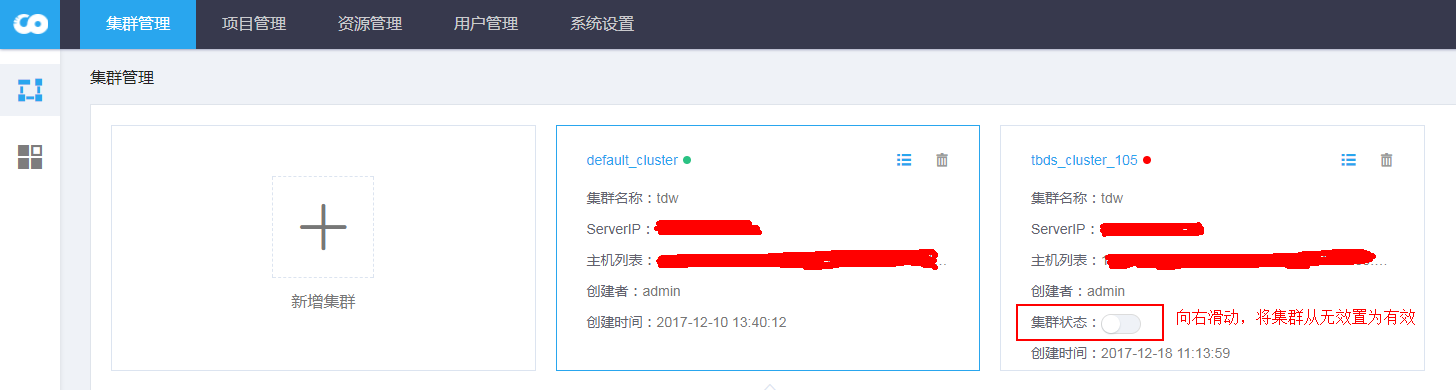 集群管理 项目管理 资源管理 用户管理 系统设置
集群管理
新增集群
default_cluster
集群名称：tdw
ServerIP：
主机列表：
创建者：admin
创建时间：2017-12-10 13:40:12
tbds_cluster_105
集群名称：tdw
ServerIP：
主机列表：
创建者：admin
集群状态：
向右滑动，将集群从无效置为有效
创建时间：2017-12-18 11:13:59